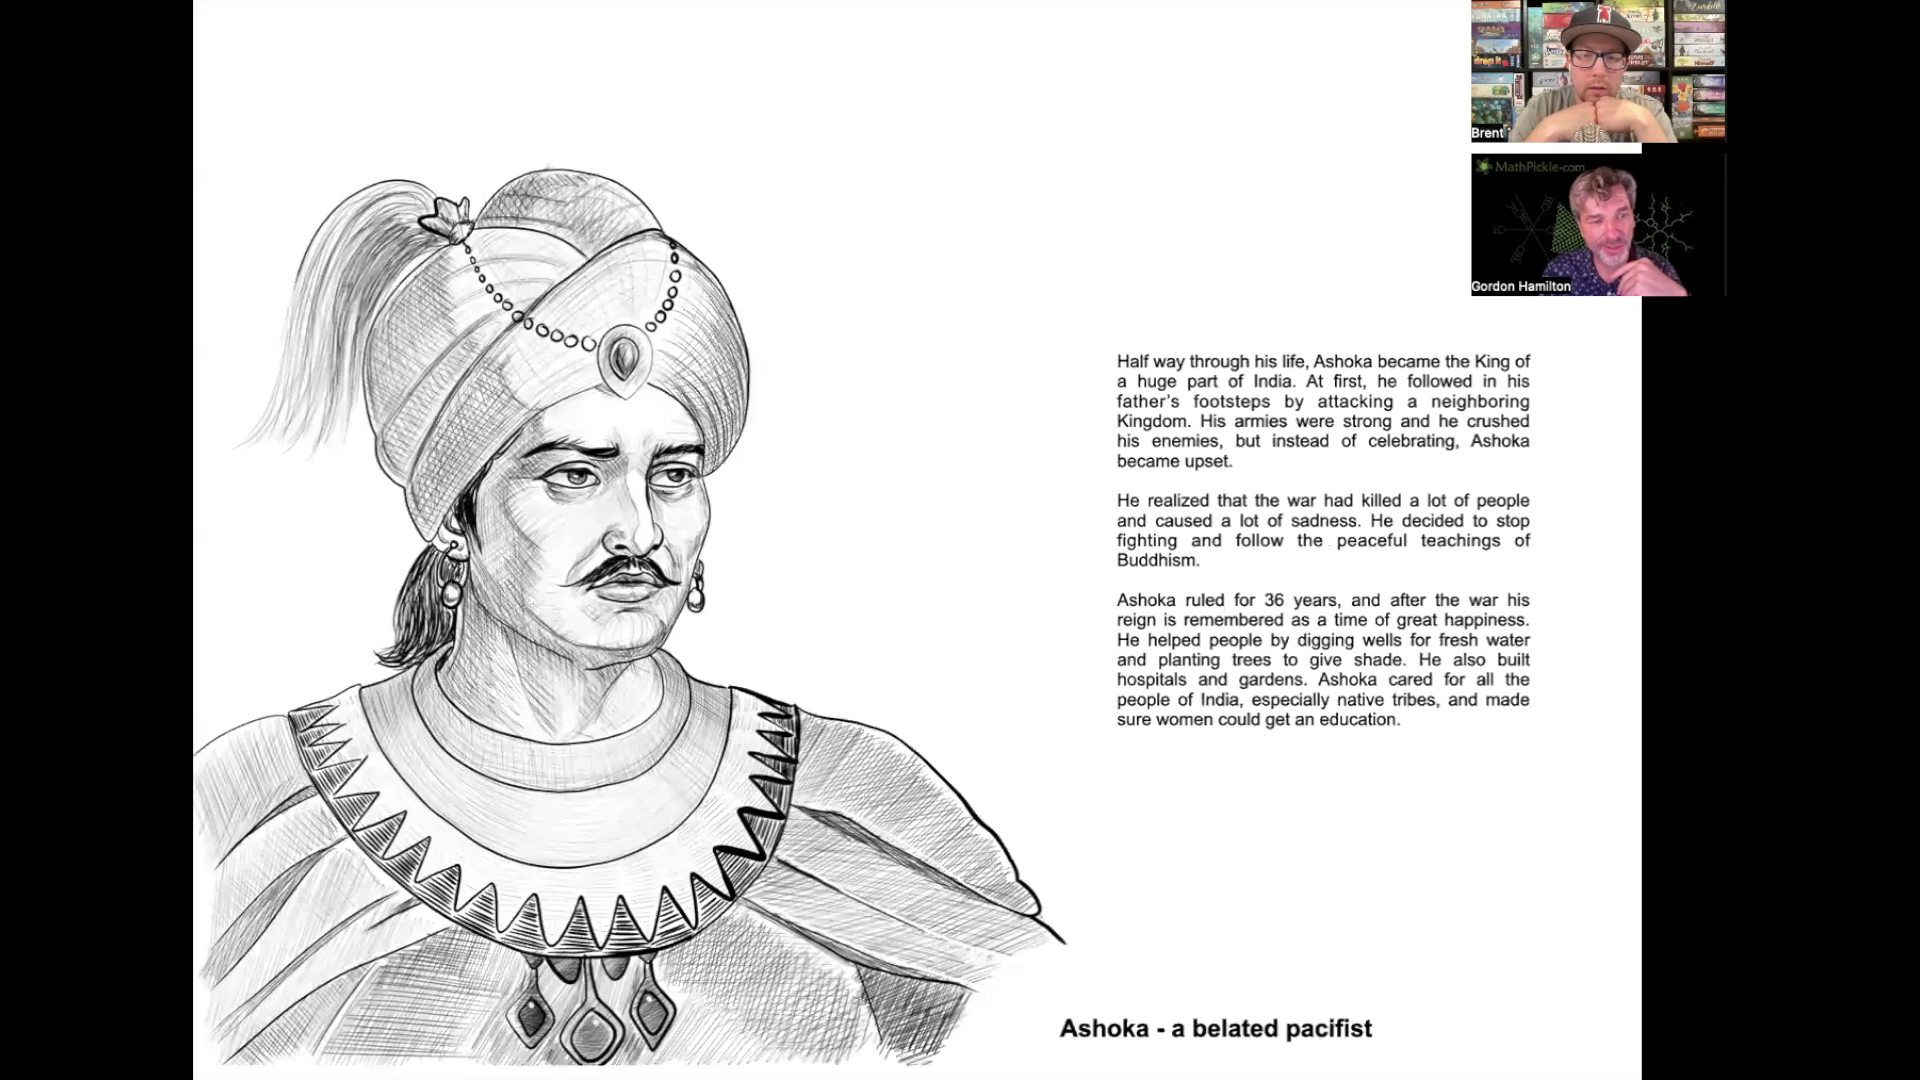 Brent
MathPickle-com
Gordon Hamilton
Half way through his life, Ashoka became the King of
a huge part of India. At first, he followed in his
father's footsteps by attacking a neighboring
Kingdom. His armies were strong and he crushed
his enemies, but instead of celebrating, Ashoka
became upset.
He realized that the war had killed a lot of people
and caused a lot of sadness. He decided to stop
fighting and follow the peaceful teachings of
Buddhism.
Ashoka ruled for 36 years, and after the war his
reign is remembered as a time of great happiness.
He helped people by digging wells for fresh water
and planting trees to give shade. He also built
hospitals and gardens. Ashoka cared for all the
people of India, especially native tribes, and made
sure women could get an education.
Ashoka - a belated pacifist